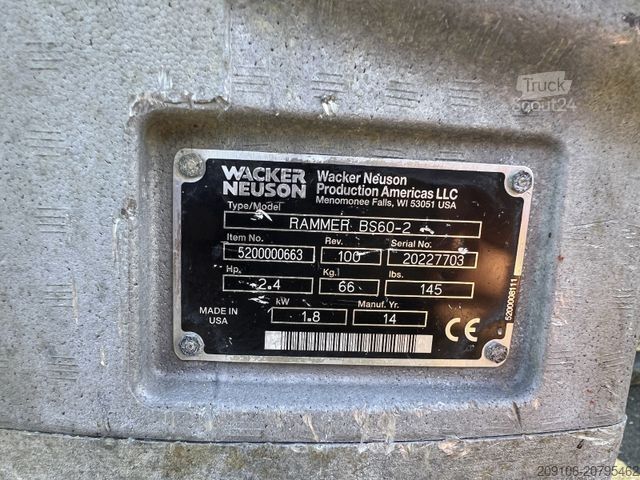 Truck
Scout24
WACKER
NEUSON
Wacker Neuson
Production Americas LLC
Menomonee Falls, WI 53051 USA
Type/Model
RAMMER BS60-2
Item No. Rev. Serial No.
5200000663 100 20227703
Hp. Kg. lbs.
2.4 66 145
kW Manuf. Yr.
MADE IN
USA
1.8 14
CE
5200008111
209106-20795462